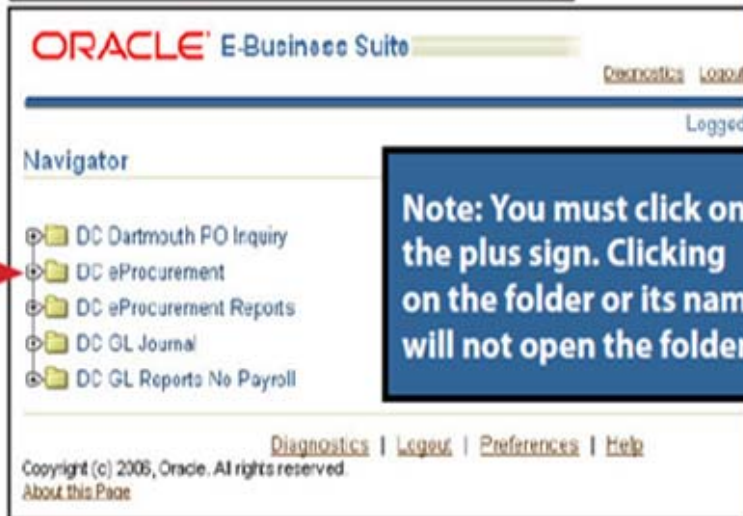 ORACLE E-Business Suite
Diagnostics Logout
Logged
Navigator
DC Dartmouth PO Inquiry
DC eProcurement
DC eProcurement Reports
DC GL Journal
DC GL Reports No Payroll
Note: You must click on
the plus sign. Clicking
on the folder or its nam
will not open the folder
Diagnostics | Logout | Preferences | Help
Copyright (c) 2006, Oracle. All rights reserved.
About this Page